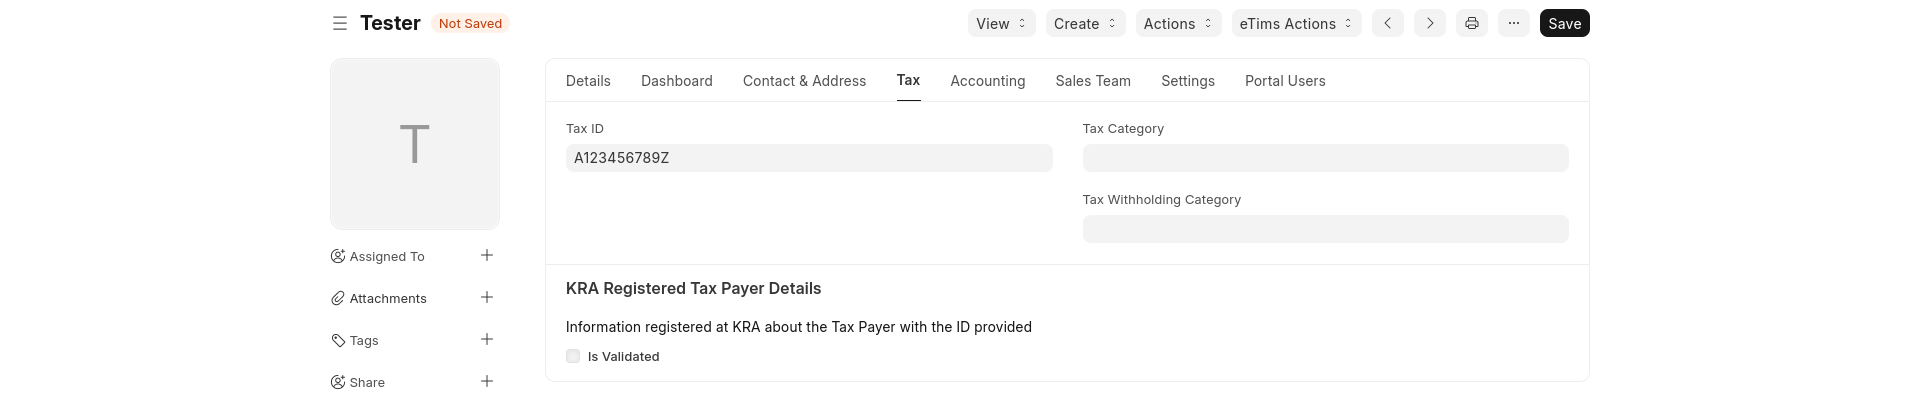 Tester Not Saved View Create Actions eTims Actions ... Save
T
Details Dashboard Contact & Address Tax Accounting Sales Team Settings Portal Users
Tax ID Tax Category
A123456789Z
Tax Withholding Category
Assigned To
KRA Registered Tax Payer Details
Attachments
Information registered at KRA about the Tax Payer with the ID provided
Tags
Is Validated
Share